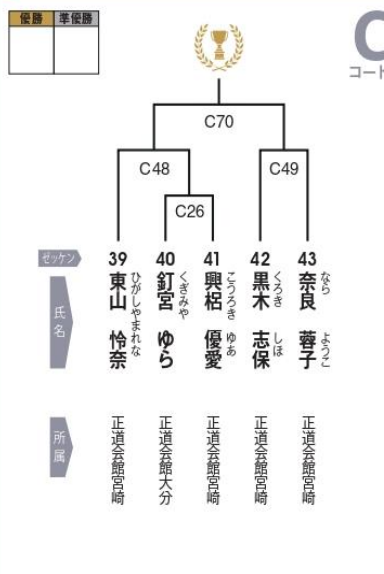 優勝 準優勝
C
コート
C70
C48 C49
C26
ゼッケン 39 40 41 42 43
氏名
東山 怜奈 ひがしやまれな
釘宮 ゆら くぎみや
興梠 優愛 こうろき ゆあ
黒木 志保 くろき しほ
奈良 蓉子 なら ようこ
所属
正道会館宮崎
正道会館大分
正道会館宮崎
正道会館宮崎
正道会館宮崎